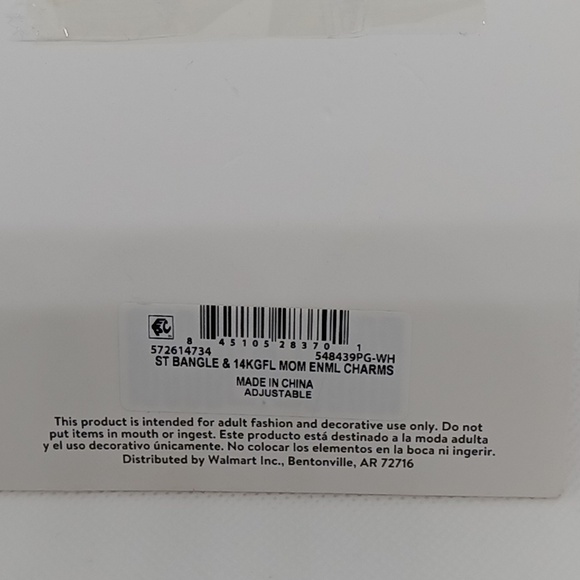 8 45105 28370 1
572614734 548439PG-WH
ST BANGLE & 14KGFL MOM ENML CHARMS
MADE IN CHINA
ADJUSTABLE
This product is intended for adult fashion and decorative use only. Do not
put items in mouth or ingest. Este producto está destinado a la moda adulta
y el uso decorativo únicamente. No colocar los elementos en la boca ni ingerir.
Distributed by Walmart Inc., Bentonville, AR 72716